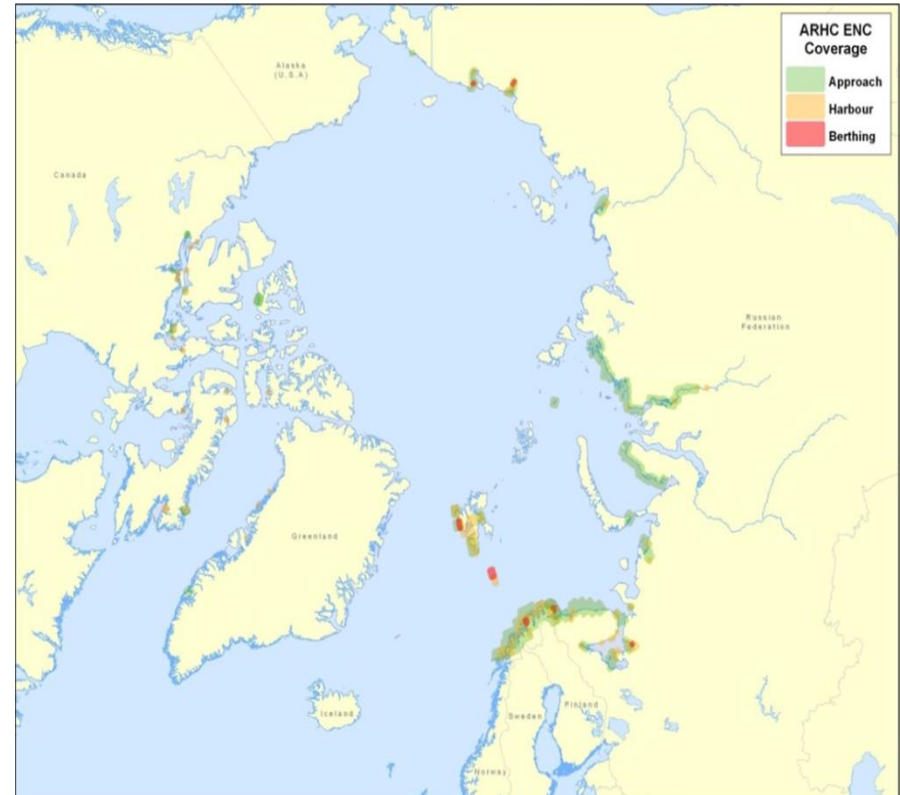 ARHC ENC
Coverage
Approach
Harbour
Berthing
Alaska
(U.S.A)
Canada
Russian
Federation
Greenland
Iceland
Sweden
Finland
Norway